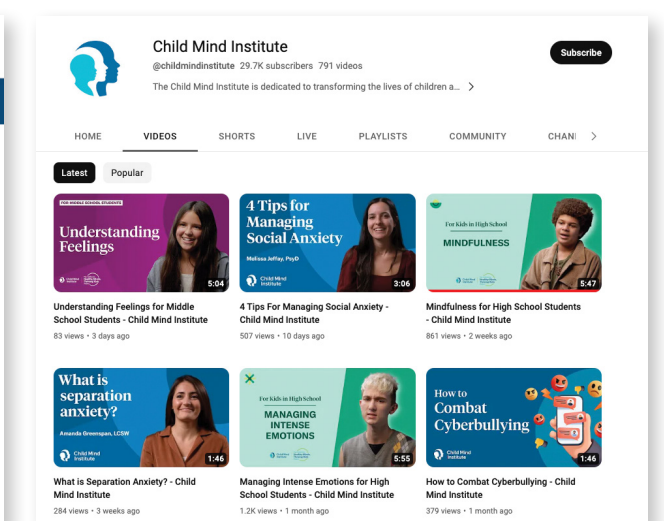 Child Mind Institute
@childmindinstitute 29.7K subscribers 791 videos
The Child Mind Institute is dedicated to transforming the lives of children a... >
Subscribe
HOME VIDEOS SHORTS LIVE PLAYLISTS COMMUNITY CHAN >
Latest Popular
FOR MIDDLE SCHOOL STUDENTS
Understanding
Feelings
5:04
Understanding Feelings for Middle
School Students - Child Mind Institute
83 views • 3 days ago
4 Tips for
Managing
Social Anxiety
Melissa Jeffay, PsyD
Child Mind
Institute
3:06
4 Tips For Managing Social Anxiety -
Child Mind Institute
507 views • 10 days ago
For Kids in High School
MINDFULNESS
5:47
Mindfulness for High School Students
- Child Mind Institute
861 views • 2 weeks ago
What is
separation
anxiety?
Amanda Greenspan, LCSW
Child Mind
Institute
1:46
What is Separation Anxiety? - Child
Mind Institute
284 views • 3 weeks ago
For Kids in High School
MANAGING
INTENSE
EMOTIONS
5:55
Managing Intense Emotions for High
School Students - Child Mind Institute
1.2K views • 1 month ago
How to
Combat
Cyberbullying
Child Mind
Institute
1:46
How to Combat Cyberbullying - Child
Mind Institute
379 views • 1 month ago